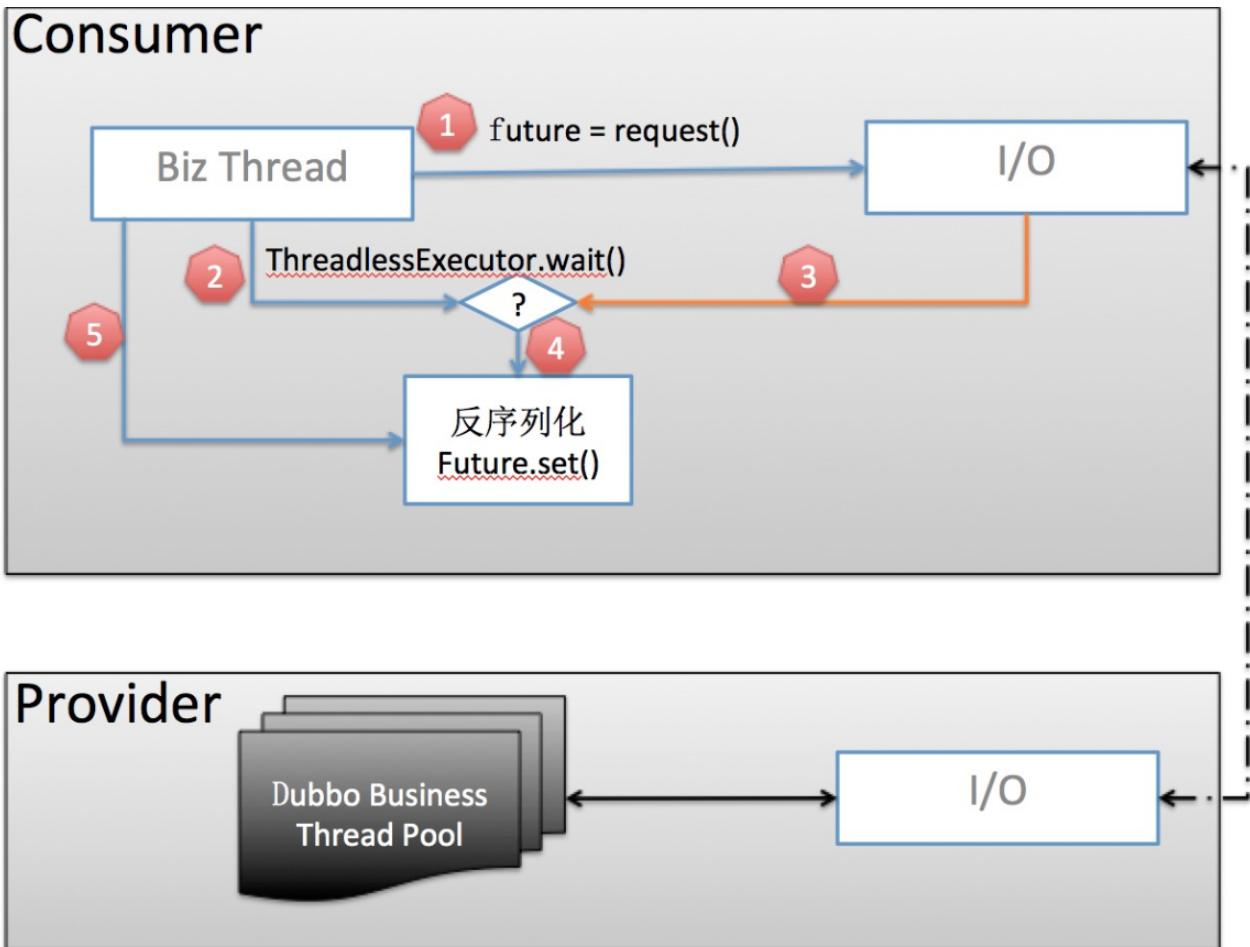 Consumer
1
future = request()
Biz Thread
I/O
2
ThreadlessExecutor.wait()
3
?
5
4
反序列化
Future.set()
Provider
Dubbo Business
Thread Pool
I/O